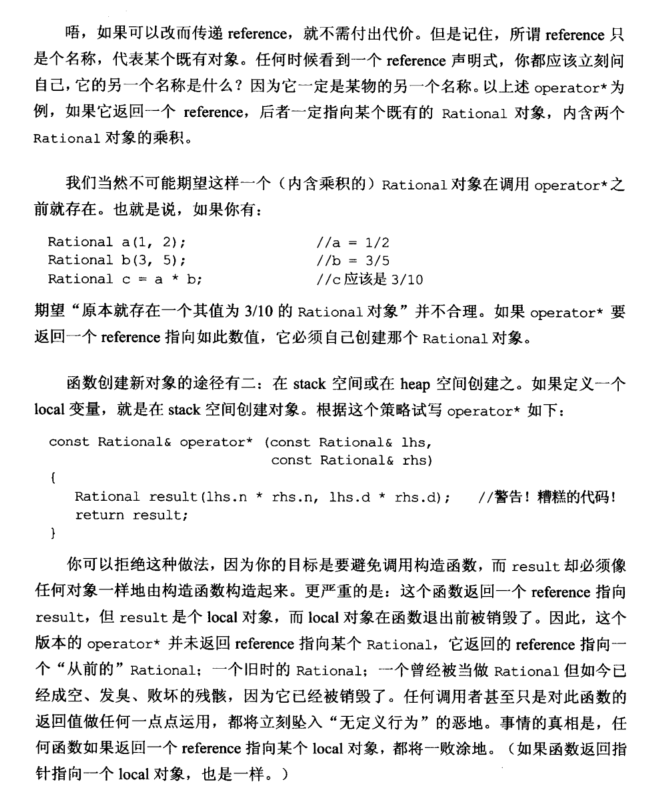 唔，如果可以改而传递 reference，就不需付出代价。但是记住，所谓 reference 只
是个名称，代表某个既有对象。任何时候看到一个 reference 声明式，你都应该立刻问
自己，它的另一个名称是什么？因为它一定是某物的另一个名称。以上述 operator* 为
例，如果它返回一个 reference，后者一定指向某个既有的 Rational 对象，内含两个
Rational 对象的乘积。
我们当然不可能期望这样一个（内含乘积的）Rational 对象在调用 operator* 之
前就存在。也就是说，如果你有：
Rational a(1, 2); //a = 1/2
Rational b(3, 5); //b = 3/5
Rational c = a * b; //c 应该是 3/10
期望“原本就存在一个其值为 3/10 的 Rational 对象”并不合理。如果 operator* 要
返回一个 reference 指向如此数值，它必须自己创建那个 Rational 对象。
函数创建新对象的途径有二：在 stack 空间或在 heap 空间创建之。如果定义一个
local 变量，就是在 stack 空间创建对象。根据这个策略试写 operator* 如下：
const Rational& operator* (const Rational& lhs,
const Rational& rhs)
{
Rational result(lhs.n * rhs.n, lhs.d * rhs.d); //警告！糟糕的代码！
return result;
}
你可以拒绝这种做法，因为你的目标是要避免调用构造函数，而 result 却必须像
任何对象一样地由构造函数构造起来。更严重的是：这个函数返回一个 reference 指向
result，但 result 是个 local 对象，而 local 对象在函数退出前被销毁了。因此，这个
版本的 operator* 并未返回 reference 指向某个 Rational，它返回的 reference 指向一
个“从前的”Rational；一个旧时的 Rational；一个曾经被当做 Rational 但如今已
经成空、发臭、败坏的残骸，因为它已经被销毁了。任何调用者甚至只是对此函数的
返回值做任何一点点运用，都将立刻坠入“无定义行为”的恶地。事情的真相是，任
何函数如果返回一个 reference 指向某个 local 对象，都将一败涂地。（如果函数返回指
针指向一个 local 对象，也是一样。）